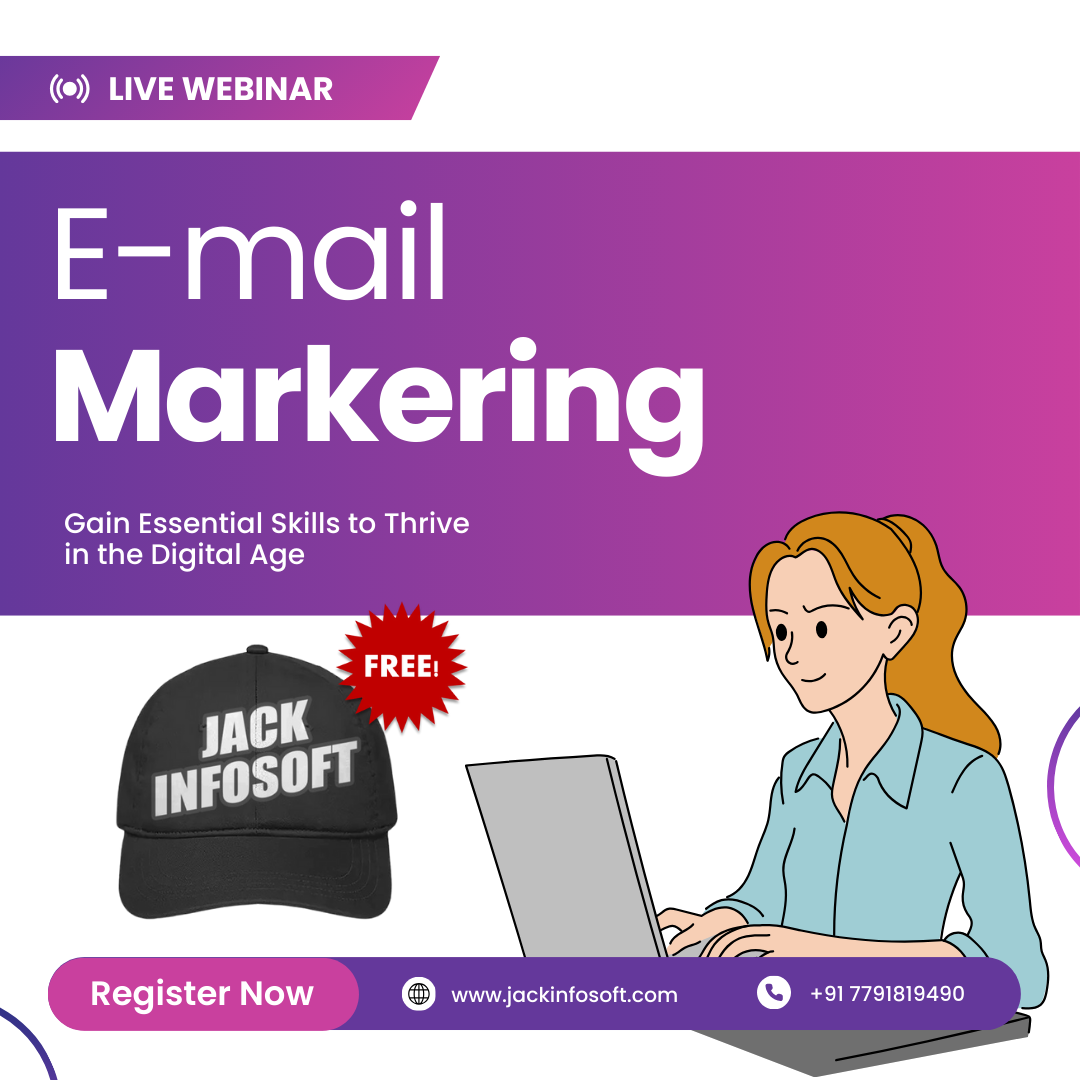 LIVE WEBINAR
E-mail
Markering
Gain Essential Skills to Thrive
in the Digital Age
FREE!
JACK
INFOSOFT
Register Now
www.jackinfosoft.com
+91 7791819490